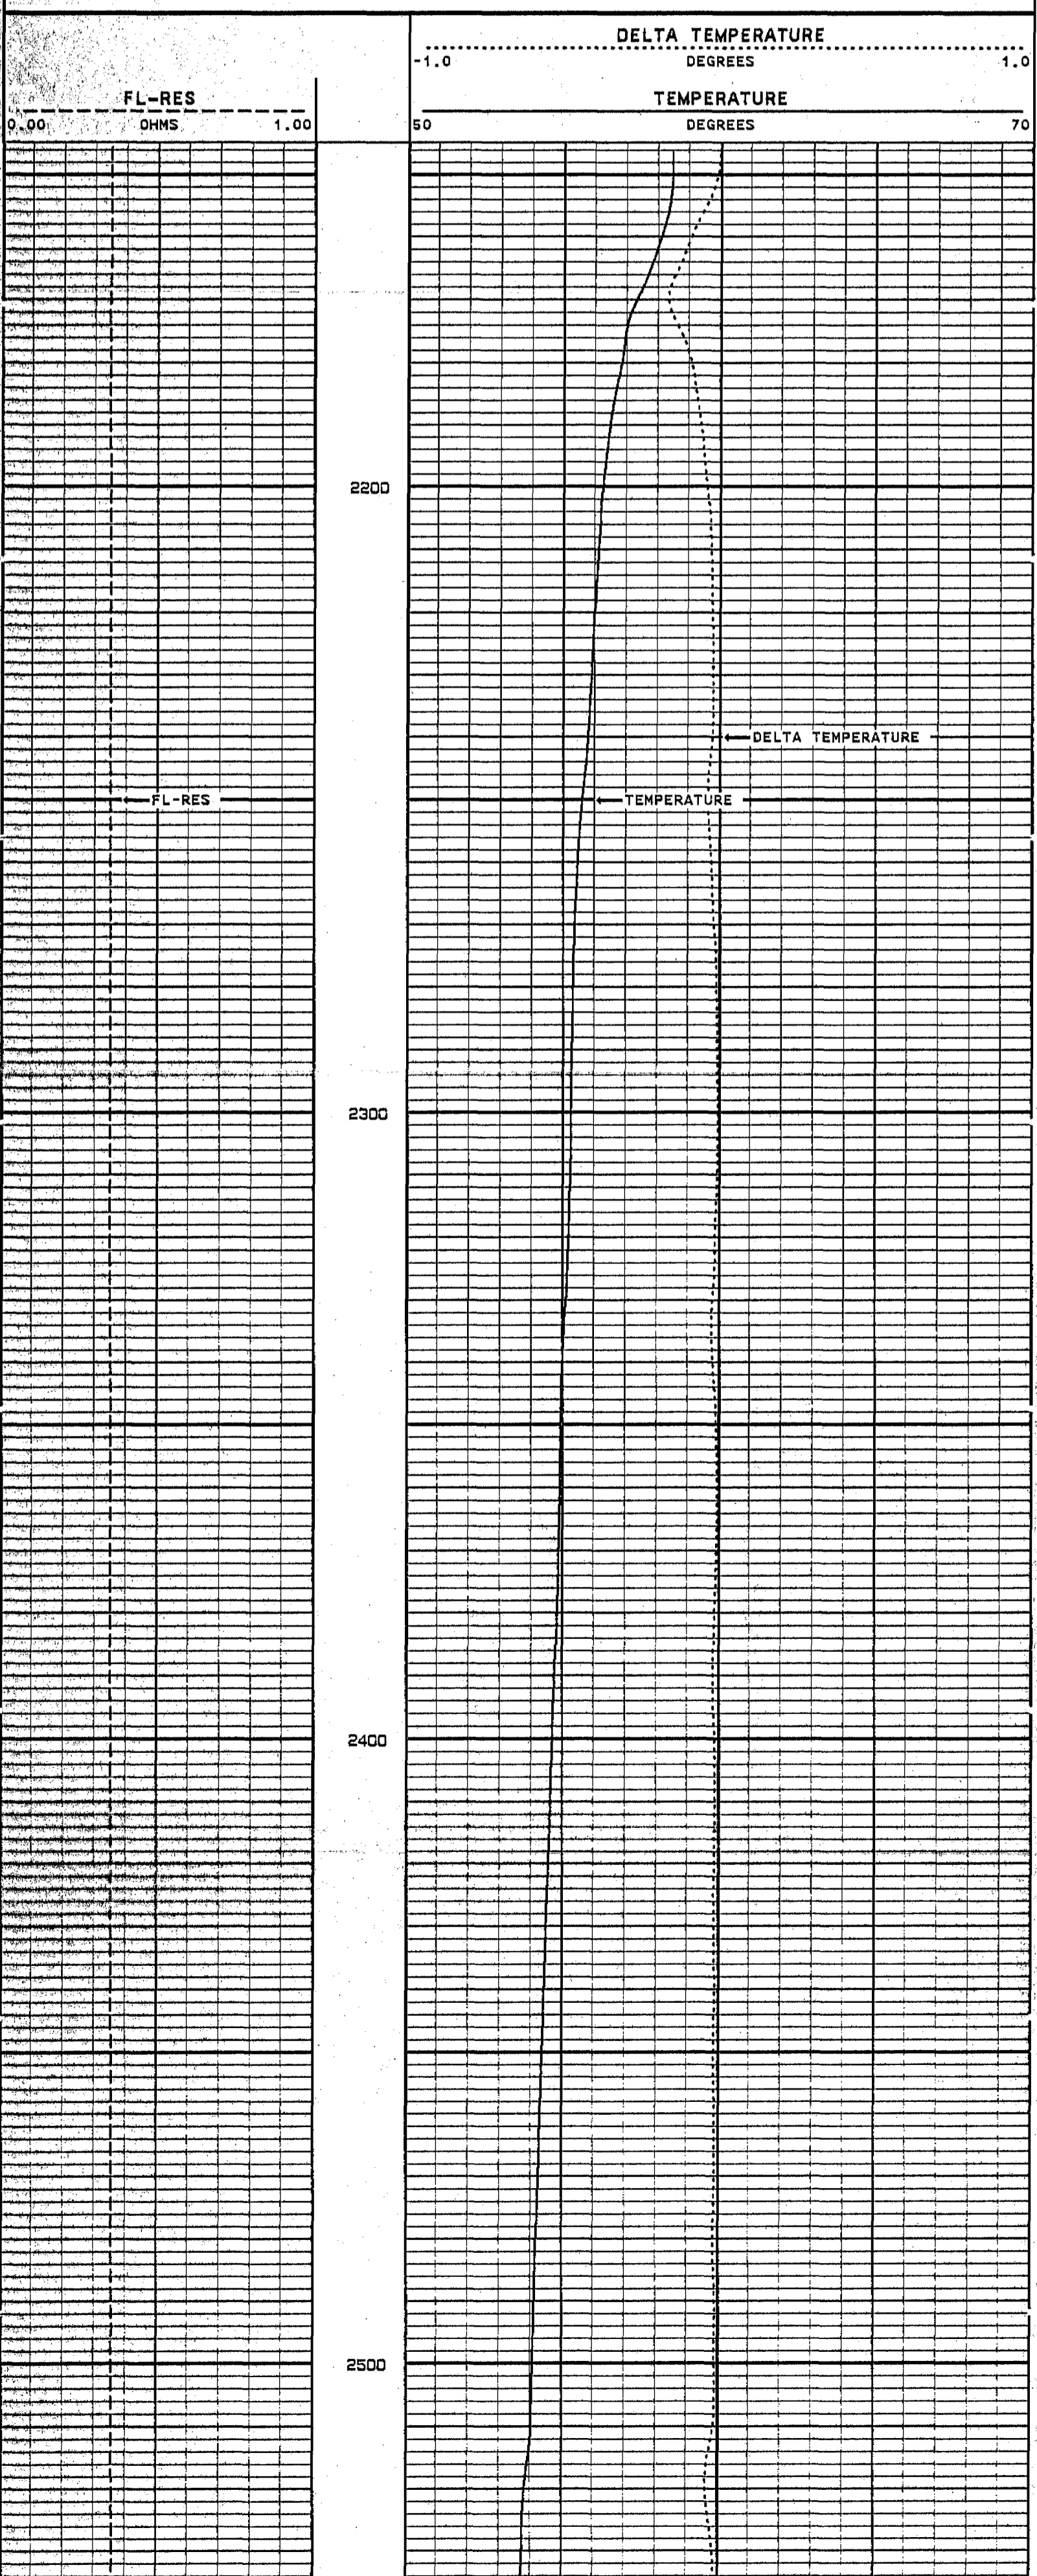 DELTA TEMPERATURE
-1.0 DEGREES 1.0
FL-RES TEMPERATURE
0.00 OHMS 1.00 50 DEGREES 70
2200
DELTA TEMPERATURE
FL-RES TEMPERATURE
2300
2400
2500